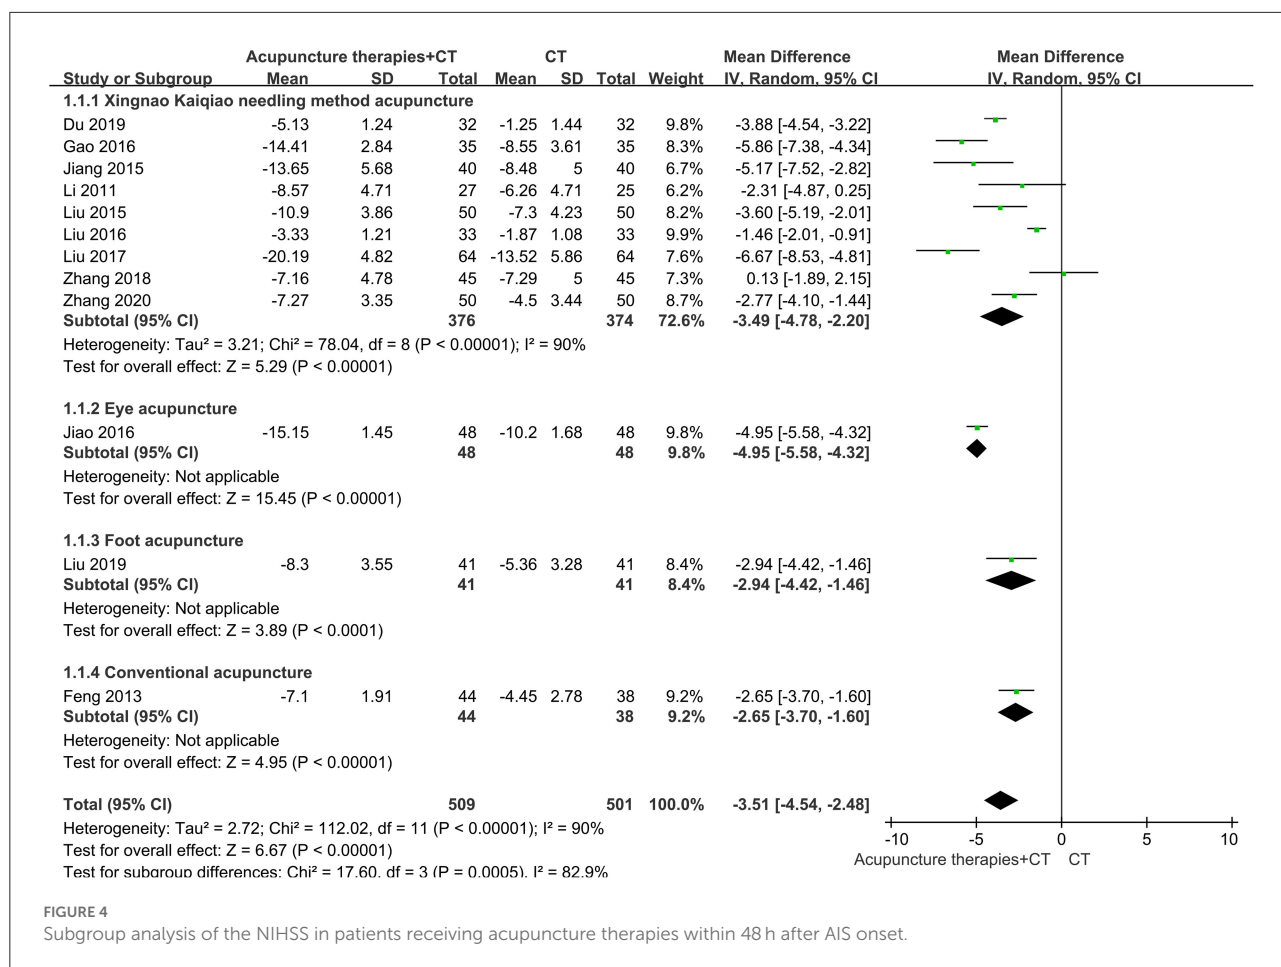 Acupuncture therapies+CT CT Mean Difference Mean Difference
Study or Subgroup Mean SD Total Mean SD Total Weight IV, Random, 95% CI IV, Random, 95% CI
1.1.1 Xingnao Kaiqiao needling method acupuncture
Du 2019 -5.13 1.24 32 -1.25 1.44 32 9.8% -3.88 [-4.54, -3.22]
Gao 2016 -14.41 2.84 35 -8.55 3.61 35 8.3% -5.86 [-7.38, -4.34]
Jiang 2015 -13.65 5.68 40 -8.48 5 40 6.7% -5.17 [-7.52, -2.82]
Li 2011 -8.57 4.71 27 -6.26 4.71 25 6.2% -2.31 [-4.87, 0.25]
Liu 2015 -10.9 3.86 50 -7.3 4.23 50 8.2% -3.60 [-5.19, -2.01]
Liu 2016 -3.33 1.21 33 -1.87 1.08 33 9.9% -1.46 [-2.01, -0.91]
Liu 2017 -20.19 4.82 64 -13.52 5.86 64 7.6% -6.67 [-8.53, -4.81]
Zhang 2018 -7.16 4.78 45 -7.29 5 45 7.3% 0.13 [-1.89, 2.15]
Zhang 2020 -7.27 3.35 50 -4.5 3.44 50 8.7% -2.77 [-4.10, -1.44]
Subtotal (95% CI) 376 374 72.6% -3.49 [-4.78, -2.20]
Heterogeneity: Tau² = 3.21; Chi² = 78.04, df = 8 (P < 0.00001); I² = 90%
Test for overall effect: Z = 5.29 (P < 0.00001)
1.1.2 Eye acupuncture
Jiao 2016 -15.15 1.45 48 -10.2 1.68 48 9.8% -4.95 [-5.58, -4.32]
Subtotal (95% CI) 48 48 9.8% -4.95 [-5.58, -4.32]
Heterogeneity: Not applicable
Test for overall effect: Z = 15.45 (P < 0.00001)
1.1.3 Foot acupuncture
Liu 2019 -8.3 3.55 41 -5.36 3.28 41 8.4% -2.94 [-4.42, -1.46]
Subtotal (95% CI) 41 41 8.4% -2.94 [-4.42, -1.46]
Heterogeneity: Not applicable
Test for overall effect: Z = 3.89 (P < 0.0001)
1.1.4 Conventional acupuncture
Feng 2013 -7.1 1.91 44 -4.45 2.78 38 9.2% -2.65 [-3.70, -1.60]
Subtotal (95% CI) 44 38 9.2% -2.65 [-3.70, -1.60]
Heterogeneity: Not applicable
Test for overall effect: Z = 4.95 (P < 0.00001)
Total (95% CI) 509 501 100.0% -3.51 [-4.54, -2.48]
Heterogeneity: Tau² = 2.72; Chi² = 112.02, df = 11 (P < 0.00001); I² = 90%
Test for overall effect: Z = 6.67 (P < 0.00001)
Test for subgroup differences: Chi² = 17.60, df = 3 (P = 0.0005), I² = 82.9%
-10 -5 0 5 10
Acupuncture therapies+CT CT
FIGURE 4
Subgroup analysis of the NIHSS in patients receiving acupuncture therapies within 48 h after AIS onset.